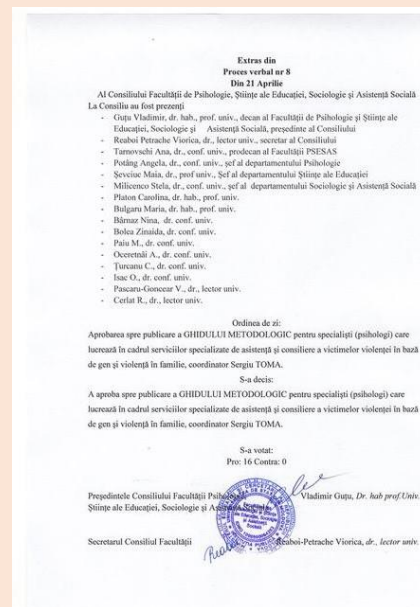 Extras din
Proces verbal nr 8
Din 21 Aprilie
Al Consiliului Facultății de Psihologie, Științe ale Educației, Sociologie și Asistență Socială
La Consiliu au fost prezenți
- Guțu Vladimir, dr. hab., prof. univ., decan al Facultății de Psihologie și Științe ale
Educației, Sociologie și Asistență Socială, președinte al Consiliului
- Reaboi Petrache Viorica, dr., lector univ., secretar al Consiliului
- Tarnovschi Ana, dr., conf. univ., prodecan al Facultății PSESAS
- Potâng Angela, dr., conf. univ., șef al departamentului Psihologie
- Șevciuc Maia, dr., prof univ., Șef al departamentului Științe ale Educației
- Milicenco Stela, dr., conf. univ., șef al departamentului Sociologie și Asistență Socială
- Platon Carolina, dr. hab., prof. univ.
- Bulgaru Maria, dr. hab., prof. univ.
- Bârnaz Nina, dr. conf. univ.
- Bolea Zinaida, dr. conf. univ.
- Paiu M., dr. conf. univ.
- Oceretnâi A., dr. conf. univ.
- Țurcanu C., dr. conf. univ.
- Isac O., dr. conf. univ.
- Pascaru-Goncear V., dr., lector univ.
- Cerlat R., dr., lector univ.
Ordinea de zi:
Aprobarea spre publicare a GHIDULUI METODOLOGIC pentru specialiști (psihologi) care
lucrează în cadrul serviciilor specializate de asistență și consiliere a victimelor violenței în bază
de gen și violență în familie, coordinator Sergiu TOMA.
S-a decis:
A aproba spre publicare a GHIDULUI METODOLOGIC pentru specialiști (psihologi) care
lucrează în cadrul serviciilor specializate de asistență și consiliere a victimelor violenței în bază
de gen și violență în familie, coordinator Sergiu TOMA.
S-a votat:
Pro: 16 Contra: 0
Președintele Consiliului Facultății Vladimir Guțu, Dr. hab prof.Univ.
Științe ale Educației, Sociologie și
Secretarul Consiliul Facultății Reaboi-Petrache Viorica, dr., lector univ.